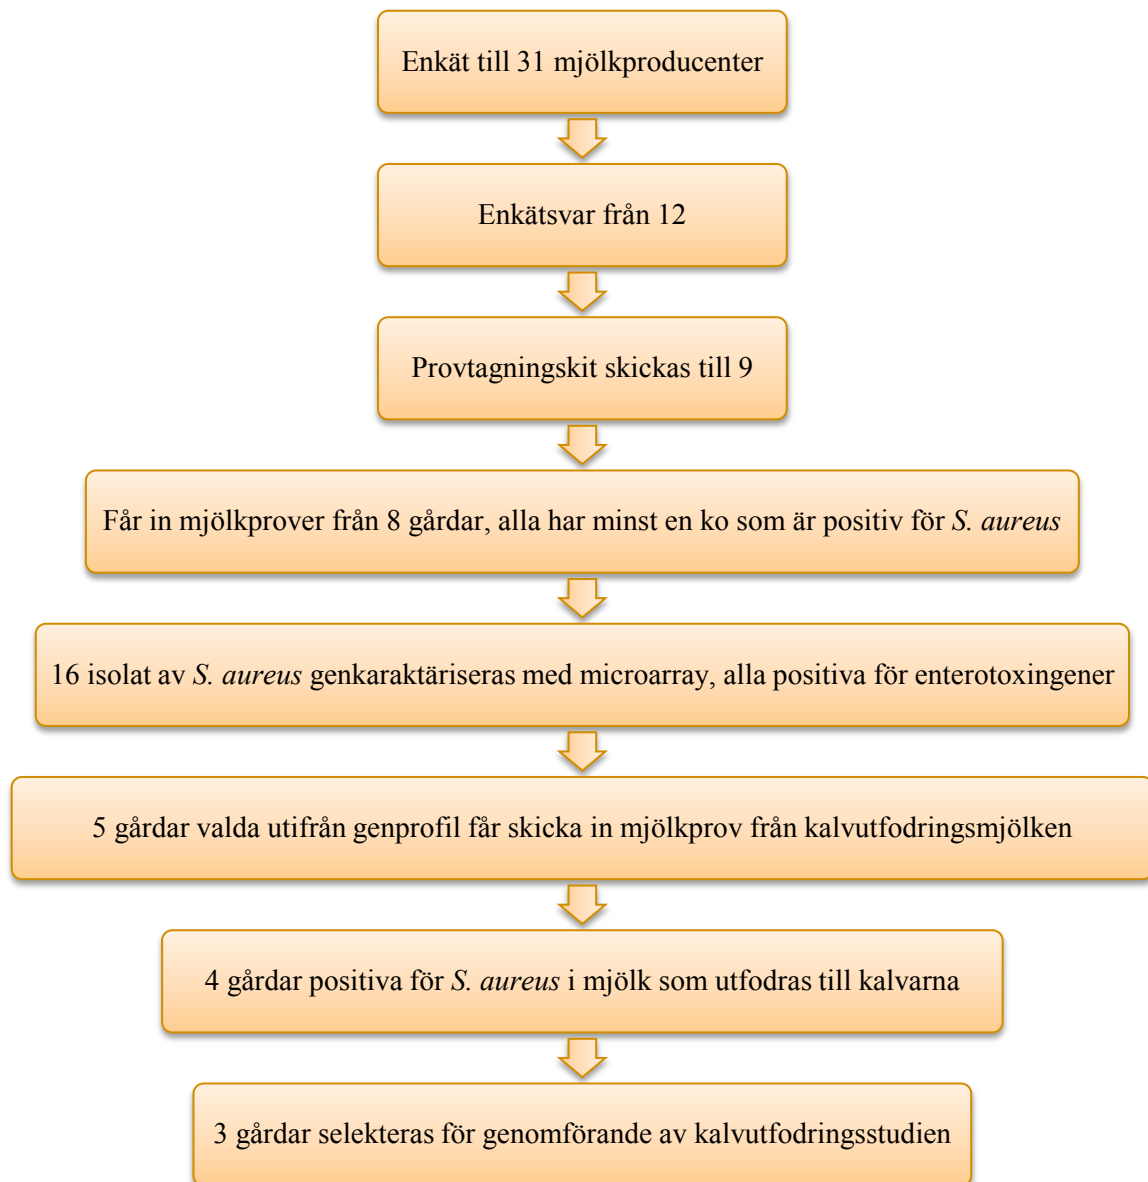 Enkät till 31 mjölkproducenter
Enkätsvar från 12
Provtagningskit skickas till 9
Får in mjölkprover från 8 gårdar, alla har minst en ko som är positiv för S. aureus
16 isolat av S. aureus genkaraktäriseras med microarray, alla positiva för enterotoxingener
5 gårdar valda utifrån genprofil får skicka in mjölkprov från kalvutfodringsmjölken
4 gårdar positiva för S. aureus i mjölk som utfodras till kalvarna
3 gårdar selekteras för genomförande av kalvutfodringsstudien